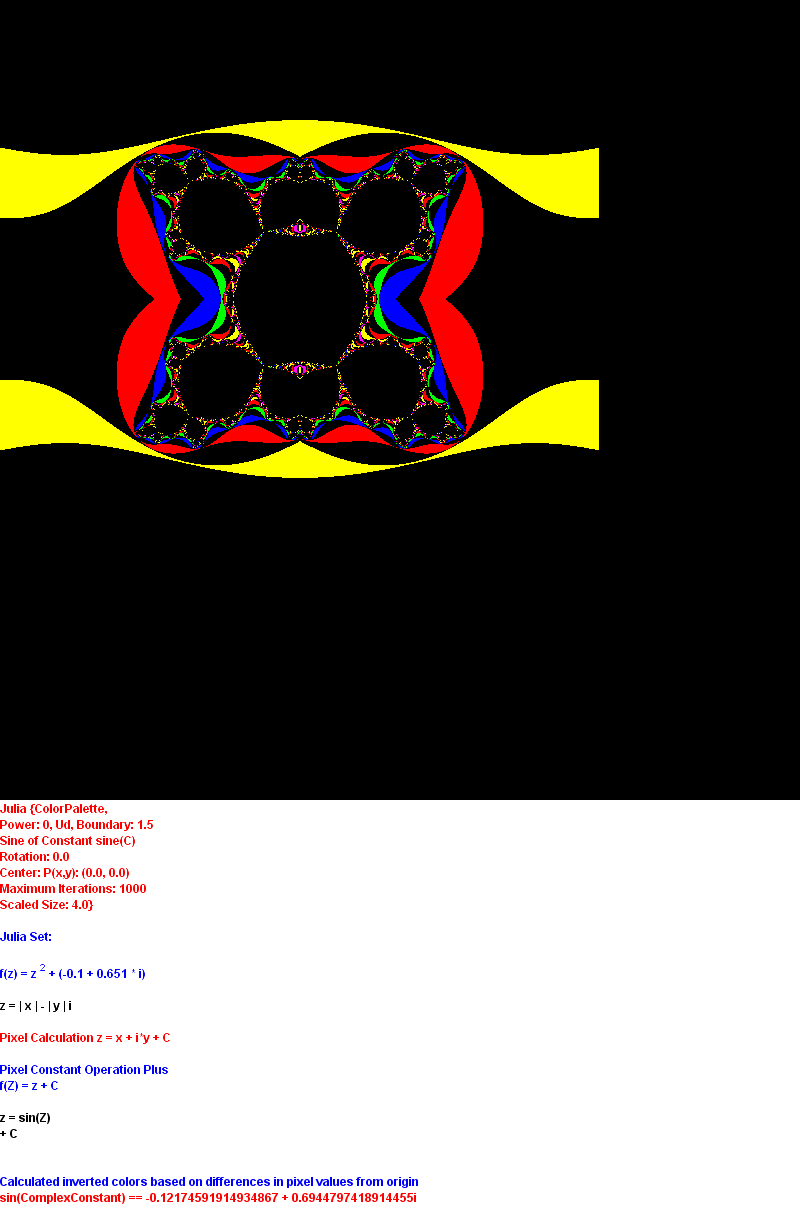 Julia {ColorPalette,
Power: 0, Ud, Boundary: 1.5
Sine of Constant sine(C)
Rotation: 0.0
Center: P(x,y): (0.0, 0.0)
Maximum Iterations: 1000
Scaled Size: 4.0}
Julia Set:
f(z) = z ² + (-0.1 + 0.651 * i)
z = | x | - | y | i
Pixel Calculation z = x + i*y + C
Pixel Constant Operation Plus
f(Z) = z + C
z = sin(Z)
+ C
Calculated inverted colors based on differences in pixel values from origin
sin(ComplexConstant) == -0.12174591914934867 + 0.6944797418914455i